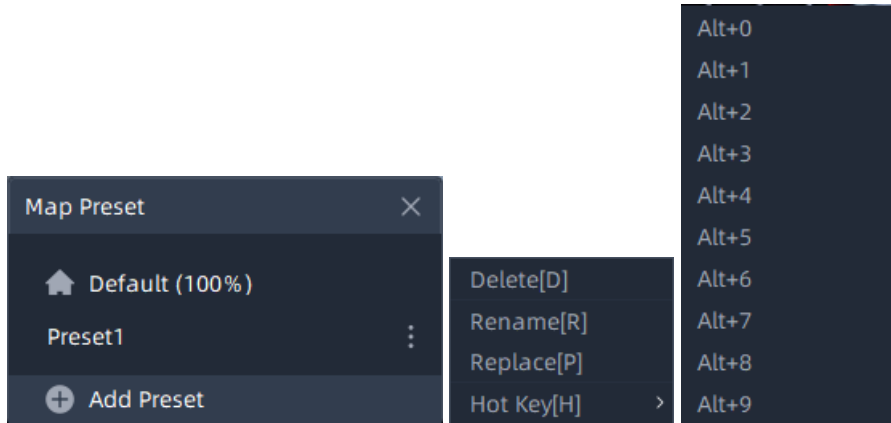 Map Preset
Default (100%)
Preset1
Add Preset
Delete[D]
Rename[R]
Replace[P]
Hot Key[H]
Alt+0
Alt+1
Alt+2
Alt+3
Alt+4
Alt+5
Alt+6
Alt+7
Alt+8
Alt+9